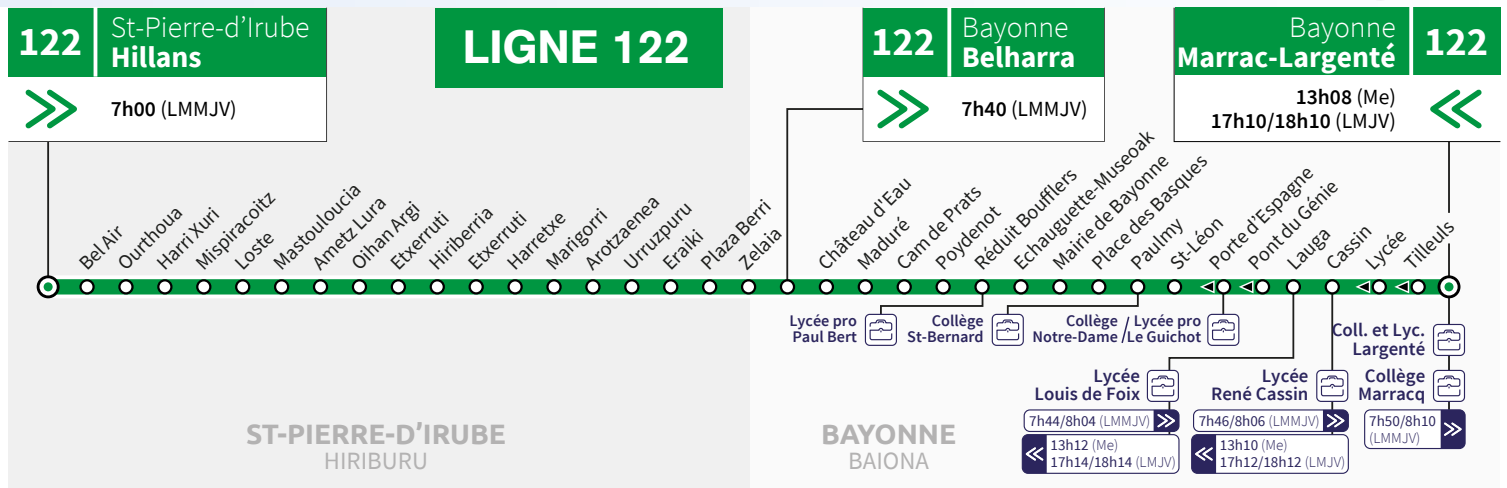 122
St-Pierre-d'Irube
Hillans
7h00 (LMMJV)
LIGNE 122
122
Bayonne
Belharra
7h40 (LMMJV)
Bayonne
Marrac-Largenté
122
13h08 (Me)
17h10/18h10 (LMJV)
Bel Air
Ourthoua
Harri Xuri
Mispiracoitz
Loste
Mastouloucia
Ametz Lura
Oihan Argi
Etxerruti
Hiriberria
Etxerruti
Harretxe
Marigorri
Arotzaenea
Urruzpuru
Eraiki
Plaza Berri
Zelaia
Château d'Eau
Maduré
Cam de Prats
Poydenot
Réduit Boufflers
Echauguette-Museoak
Mairie de Bayonne
Place des Basques
Paulmy
St-Léon
Porte d'Espagne
Pont du Génie
Lauga
Cassin
Lycée
Tilleuls
Lycée pro
Paul Bert
Collège
St-Bernard
Collège
Notre-Dame
/
Lycée pro
Le Guichot
Coll. et Lyc.
Largenté
Lycée
Louis de Foix
7h44/8h04 (LMMJV)
13h12 (Me)
17h14/18h14 (LMJV)
Lycée
René Cassin
7h46/8h06 (LMMJV)
13h10 (Me)
17h12/18h12 (LMJV)
Collège
Marracq
7h50/8h10
(LMMJV)
ST-PIERRE-D'IRUBE
HIRIBURU
BAYONNE
BAIONA